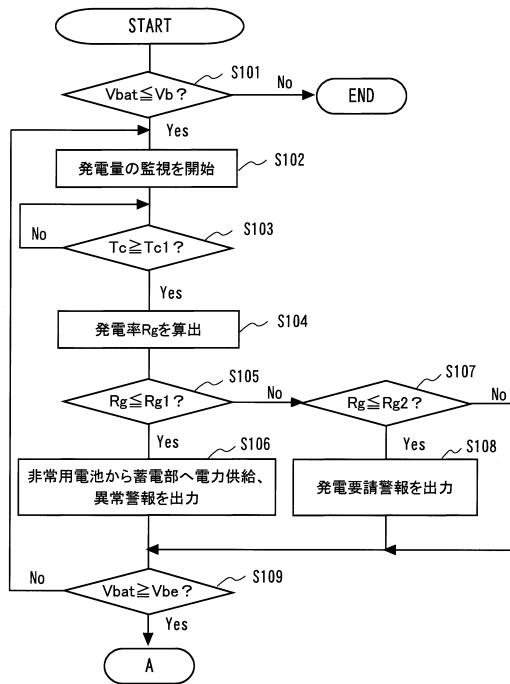 START
S101
Vbat≦Vb?
No
END
Yes
発電量の監視を開始
S102
S103
No
Tc≧Tc1?
Yes
発電率Rgを算出
S104
S105
Rg≦Rg1?
No
S107
Rg≦Rg2?
No
Yes
S106
非常用電池から蓄電部へ電力供給、
異常警報を出力
Yes
S108
発電要請警報を出力
No
Vbat≧Vbe?
S109
Yes
A